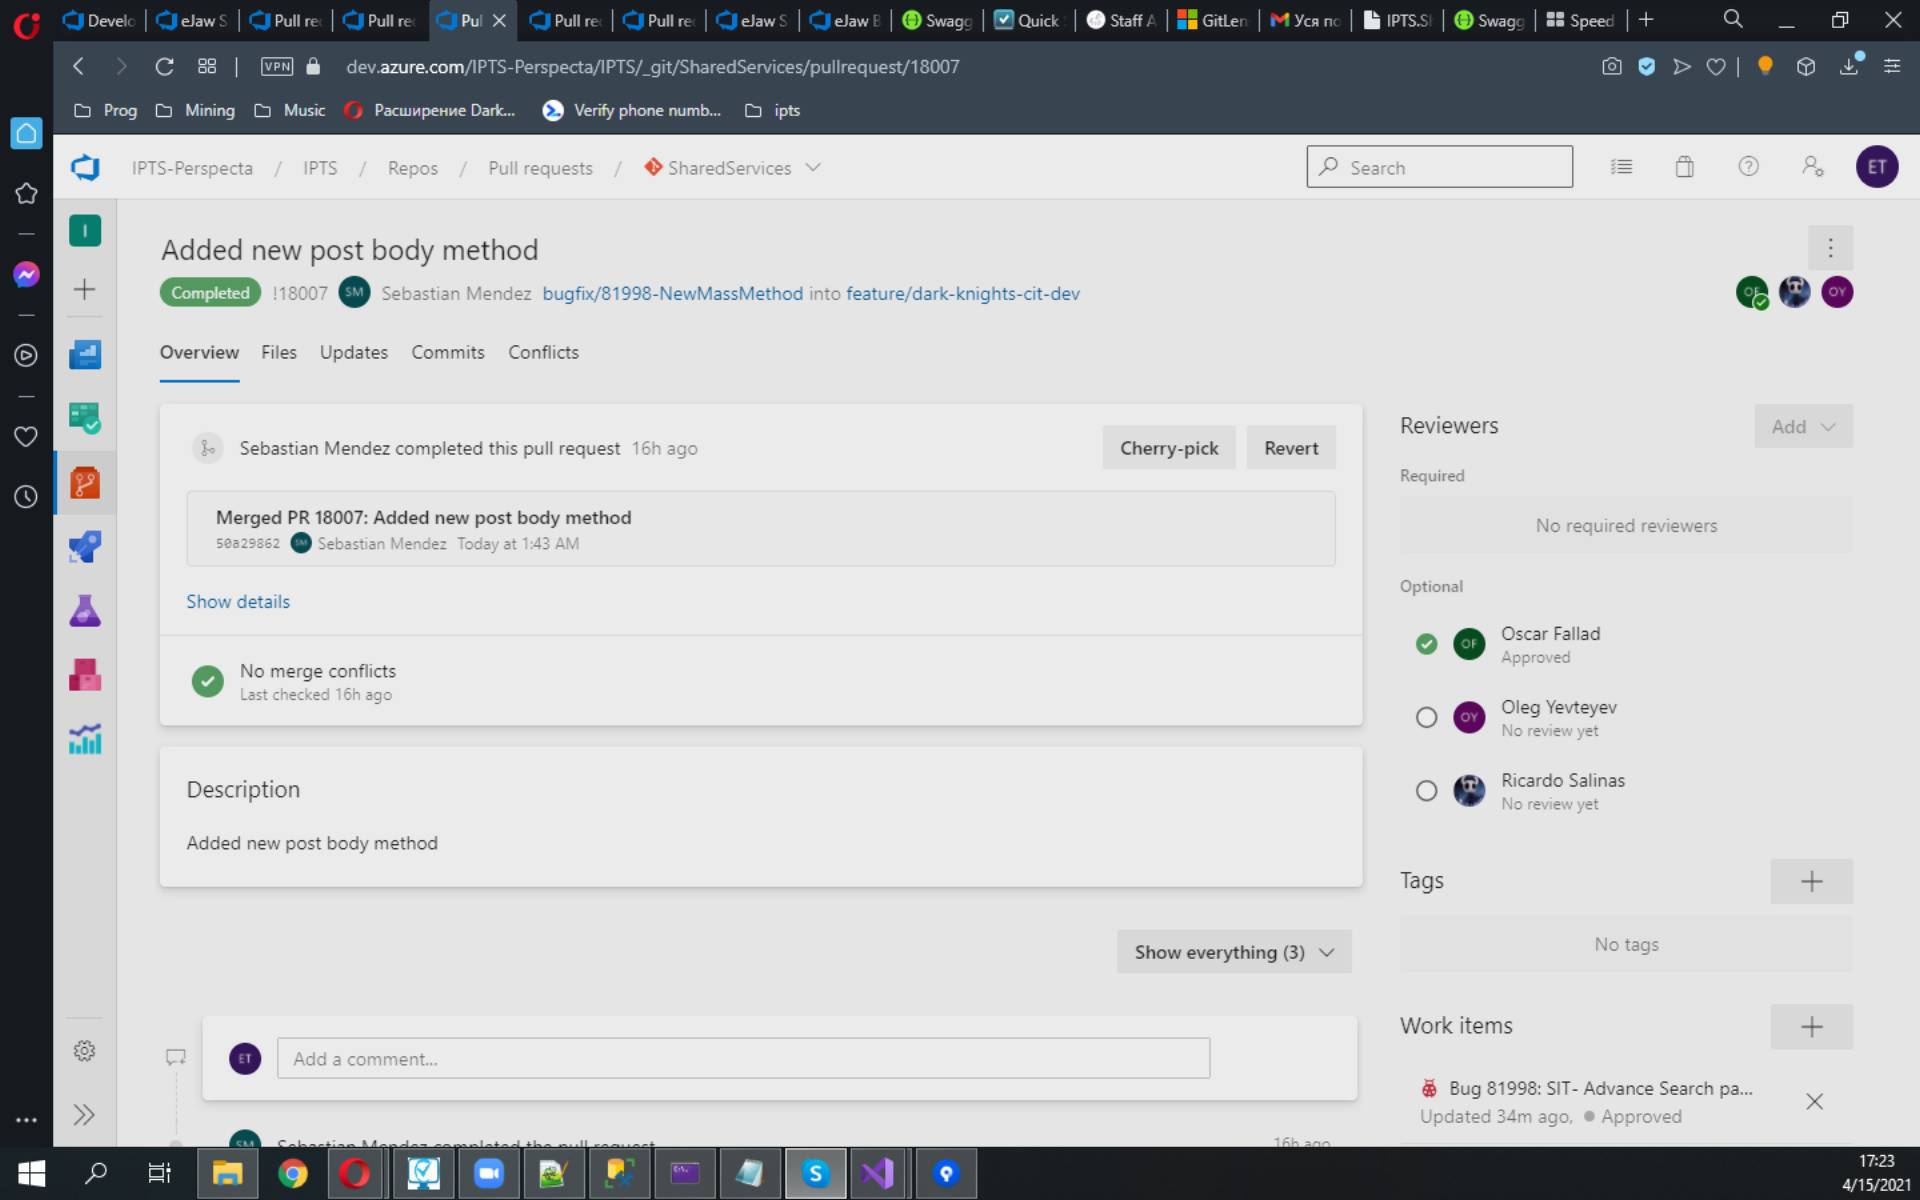 Develo
eJaw S
Pull re
Pull re
Pul
Pull re
Pull re
eJaw S
eJaw B
Swagg
Quick
Staff A
GitLen
Уся по
IPTS.S
Swagg
Speed
VPN
dev.azure.com/IPTS-Perspecta/IPTS/_git/SharedServices/pullrequest/18007
Prog
Mining
Music
Расширение Dark...
Verify phone numb...
ipts
IPTS-Perspecta / IPTS / Repos / Pull requests / SharedServices
Search
ET
I
Added new post body method
Completed !18007 SM Sebastian Mendez bugfix/81998-NewMassMethod into feature/dark-knights-cit-dev
OF
OY
Overview Files Updates Commits Conflicts
Sebastian Mendez completed this pull request 16h ago
Cherry-pick
Revert
Merged PR 18007: Added new post body method
50a29862 SM Sebastian Mendez Today at 1:43 AM
Show details
No merge conflicts
Last checked 16h ago
Description
Added new post body method
Show everything (3)
ET
Add a comment...
SM
Sebastian Mendez completed the pull request
16h ago
Reviewers
Add
Required
No required reviewers
Optional
OF
Oscar Fallad
Approved
OY
Oleg Yevteyev
No review yet
Ricardo Salinas
No review yet
Tags
No tags
Work items
Bug 81998: SIT- Advance Search pa...
Updated 34m ago, Approved
17:23
4/15/2021